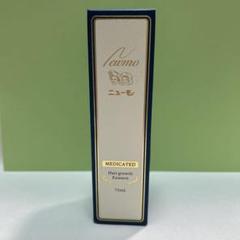 Newmo
ニューモ
MEDICATED
Hair growth
Essence
75mL